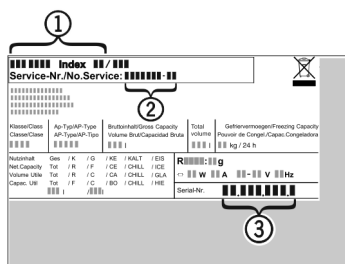 1
Index /
Service-Nr./No.Service: -
2
Klasse/Class Ap-Typ/AP-Type Bruttoinhalt/Gross Capacity Total Gefriervermoegen/Freezing Capacity
Classe/Clase AP-Type/AP-Tipo Volume Brut/Capacidad Bruta volume Pouvoir de Congel./Capac.Congeladora
l l kg / 24 h
Nutzinhalt Ges / K / G / KE / KALT / EIS
Net.Capacity Tot / R / F / CE / CHILL / ICE
Volume Utile Tot / R / C / CA / CHILL / GLA
Capac. Util Tot / F / C / BO / CHILL / HIE
l / l
R : g
W A - V Hz
Serial-Nr. . . .
3